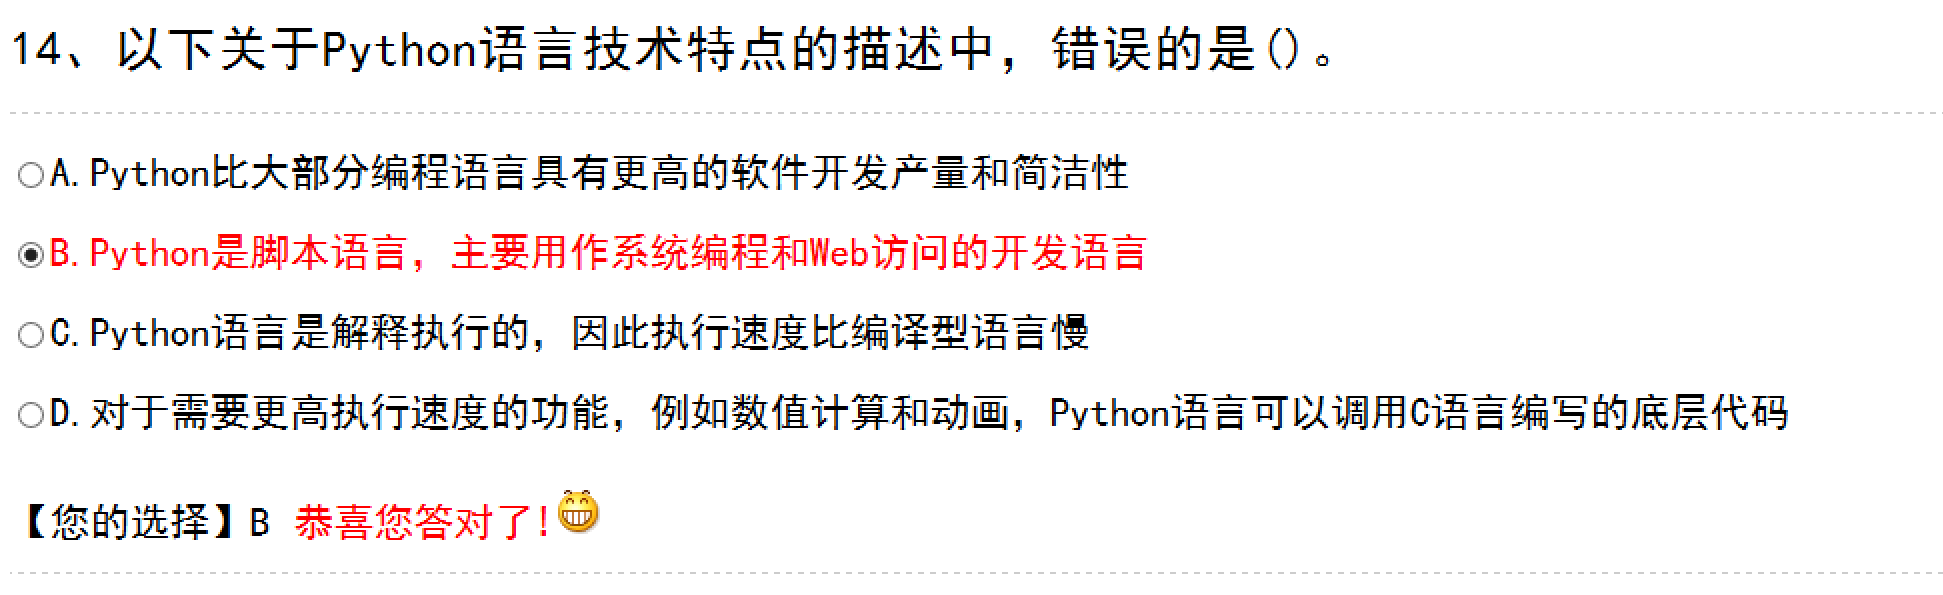 14、以下关于Python语言技术特点的描述中，错误的是()。
A.Python比大部分编程语言具有更高的软件开发产量和简洁性
B.Python是脚本语言，主要用作系统编程和Web访问的开发语言
C.Python语言是解释执行的，因此执行速度比编译型语言慢
D.对于需要更高执行速度的功能，例如数值计算和动画，Python语言可以调用C语言编写的底层代码
【您的选择】B 恭喜您答对了!